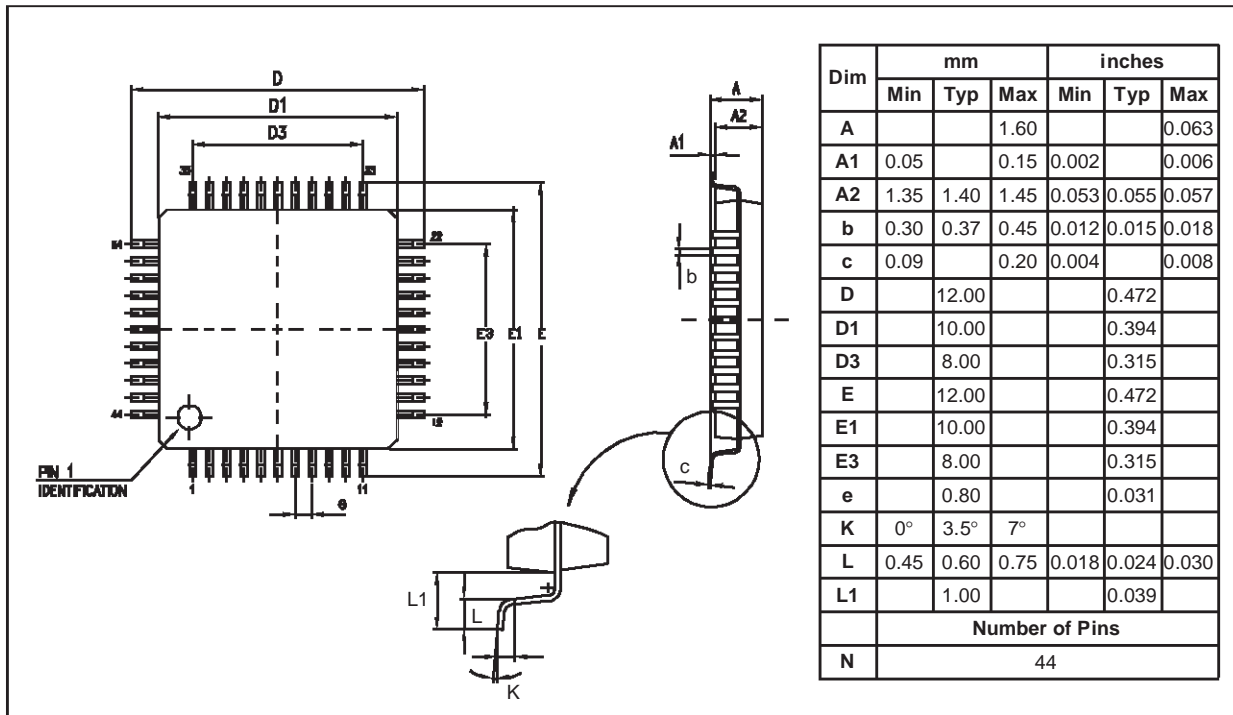 D
D1
D3
22
44
12
E3
E1
E
PIN 1
IDENTIFICATION
1
11
e
A
A2
A1
b
c
L1
L
K
Dim mm inches
Min Typ Max Min Typ Max
A 1.60 0.063
A1 0.05 0.15 0.002 0.006
A2 1.35 1.40 1.45 0.053 0.055 0.057
b 0.30 0.37 0.45 0.012 0.015 0.018
c 0.09 0.20 0.004 0.008
D 12.00 0.472
D1 10.00 0.394
D3 8.00 0.315
E 12.00 0.472
E1 10.00 0.394
E3 8.00 0.315
e 0.80 0.031
K 0° 3.5° 7°
L 0.45 0.60 0.75 0.018 0.024 0.030
L1 1.00 0.039
Number of Pins
N 44